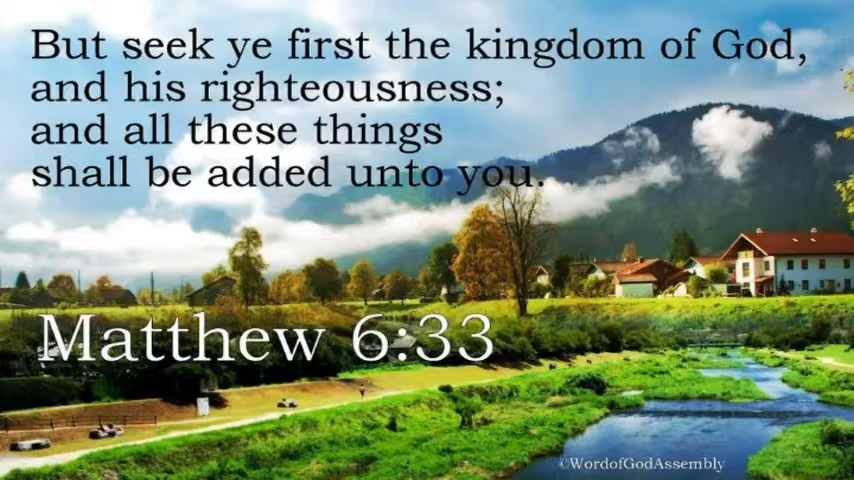 But seek ye first the kingdom of God,
and his righteousness;
and all these things
shall be added unto you.
Matthew 6:33
©WordofGodAssembly